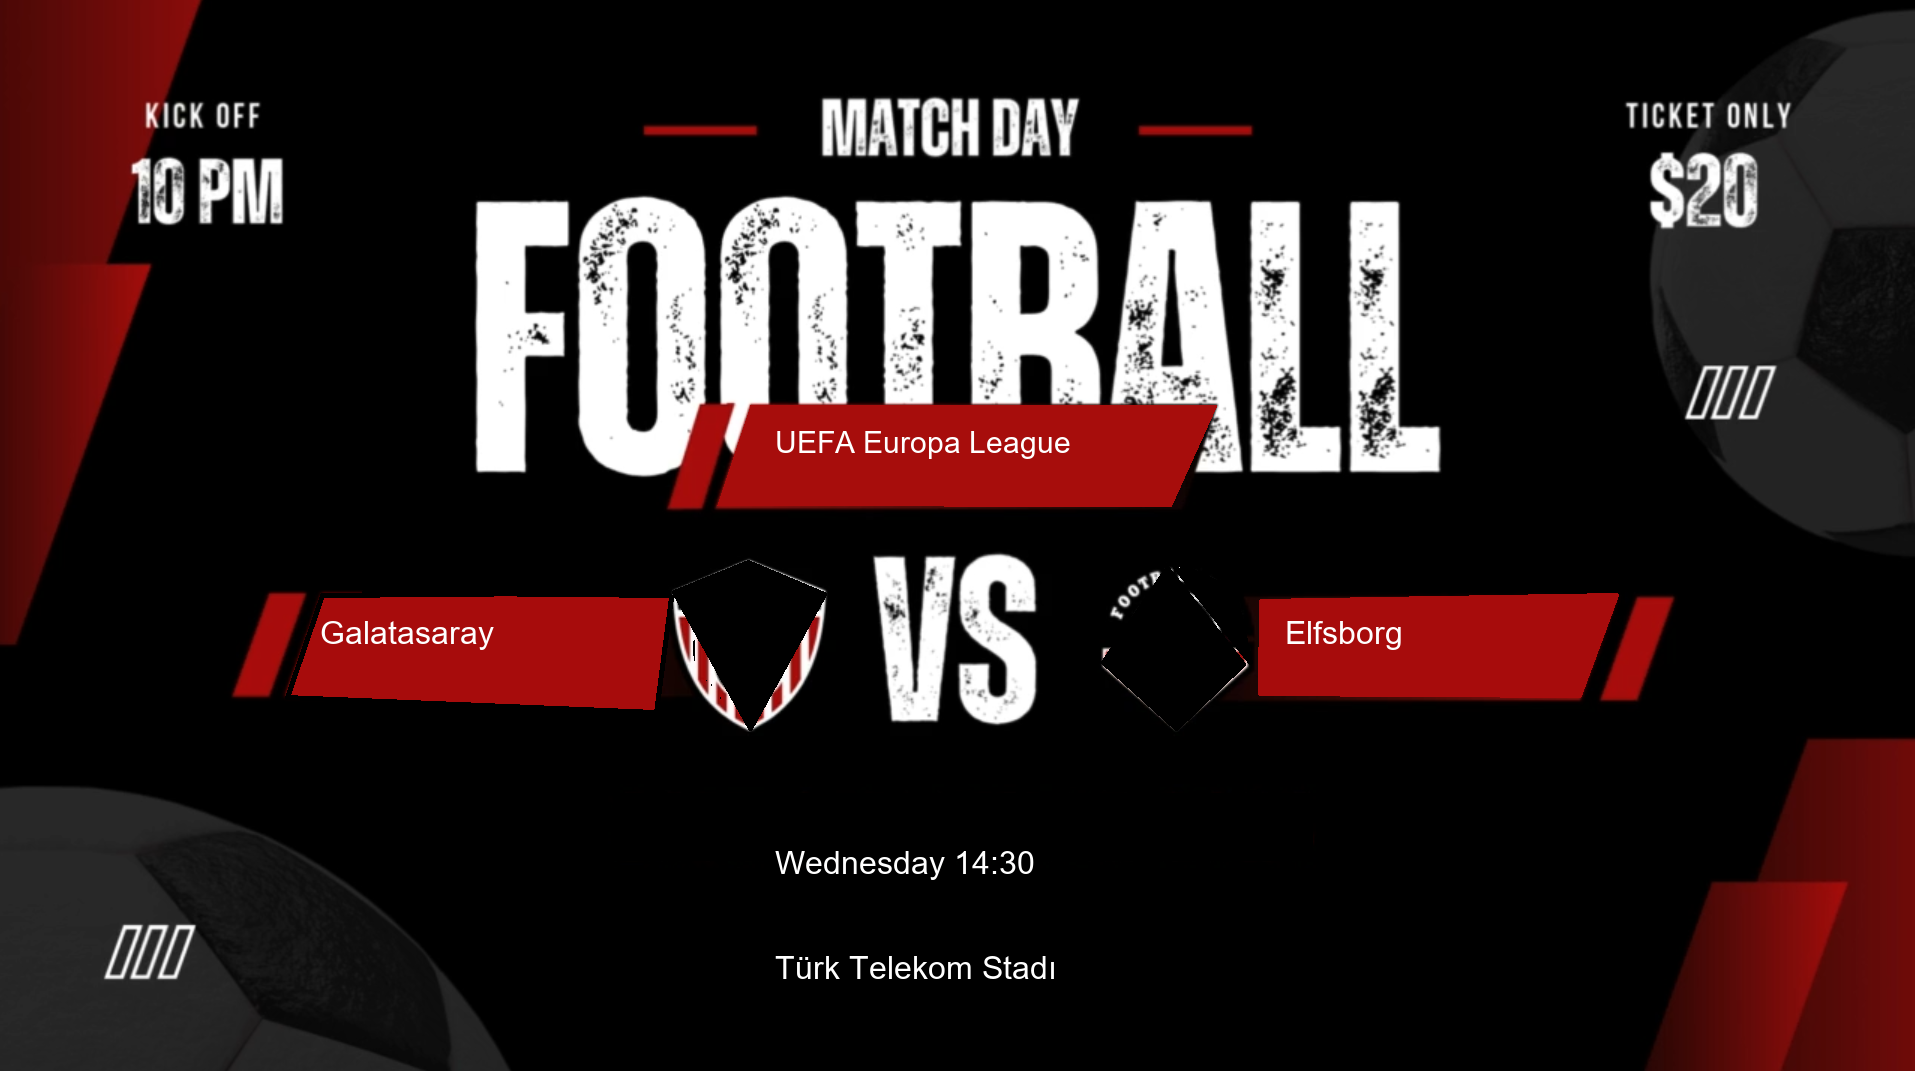 KICK OFF
10 PM
MATCH DAY
FOOTBALL
TICKET ONLY
$20
UEFA Europa League
Galatasaray
VS
Elfsborg
Wednesday 14:30
Türk Telekom Stadı